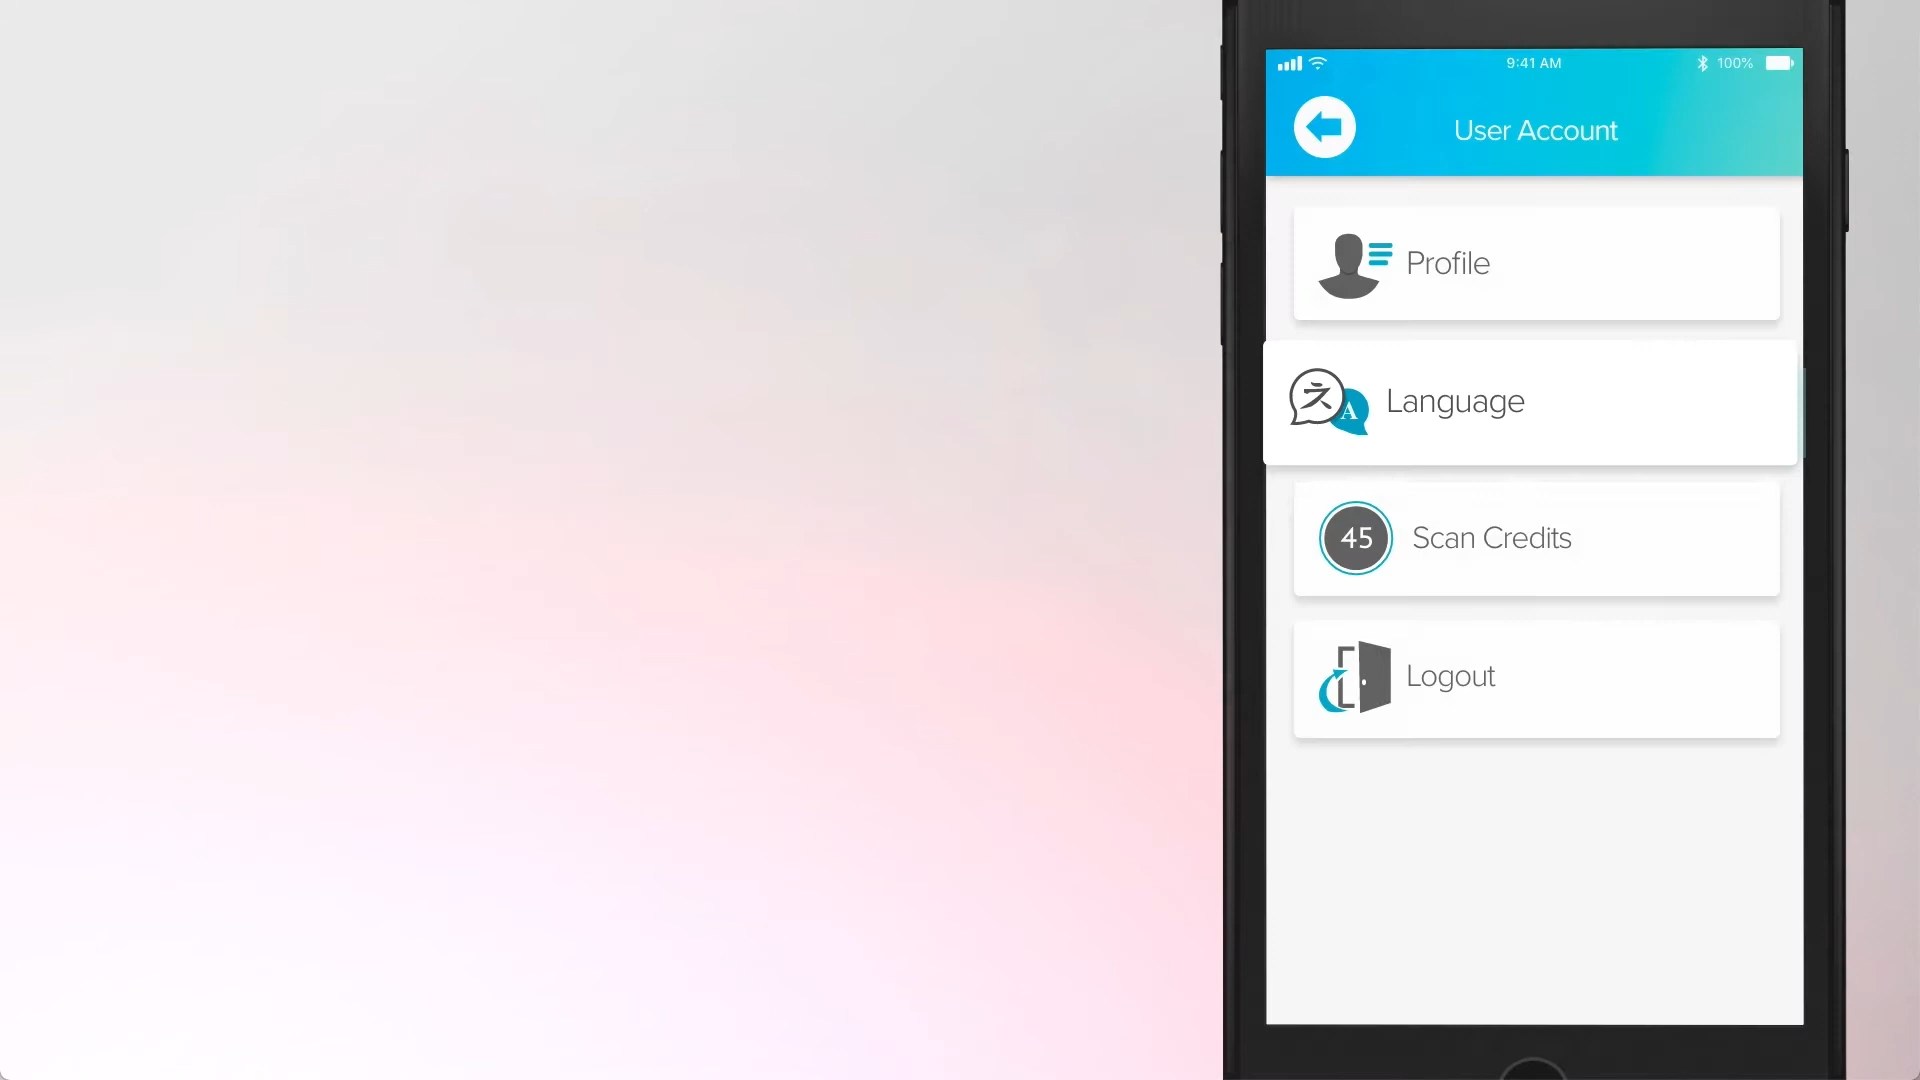 9:41 AM 100%
User Account
Profile
A Language
45 Scan Credits
Logout